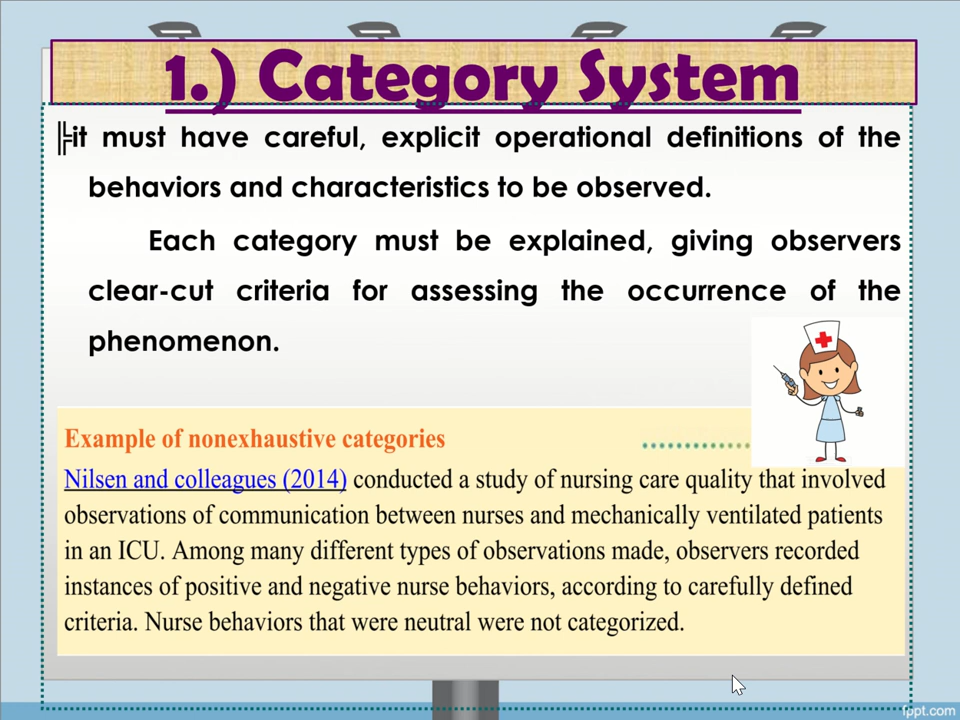 1.) Category System
╠it must have careful, explicit operational definitions of the
behaviors and characteristics to be observed.
Each category must be explained, giving observers
clear-cut criteria for assessing the occurrence of the
phenomenon.
Example of nonexhaustive categories
Nilsen and colleagues (2014) conducted a study of nursing care quality that involved
observations of communication between nurses and mechanically ventilated patients
in an ICU. Among many different types of observations made, observers recorded
instances of positive and negative nurse behaviors, according to carefully defined
criteria. Nurse behaviors that were neutral were not categorized.
fppt.com